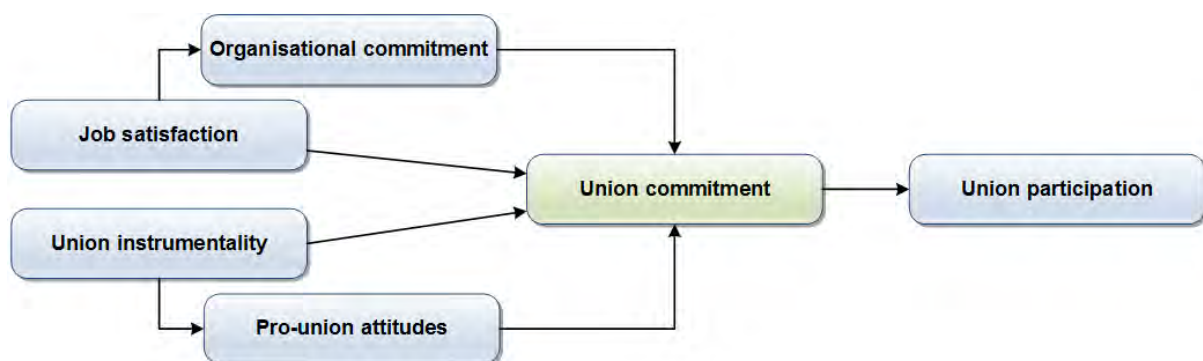 Organisational commitment
Job satisfaction
Union commitment
Union participation
Union instrumentality
Pro-union attitudes